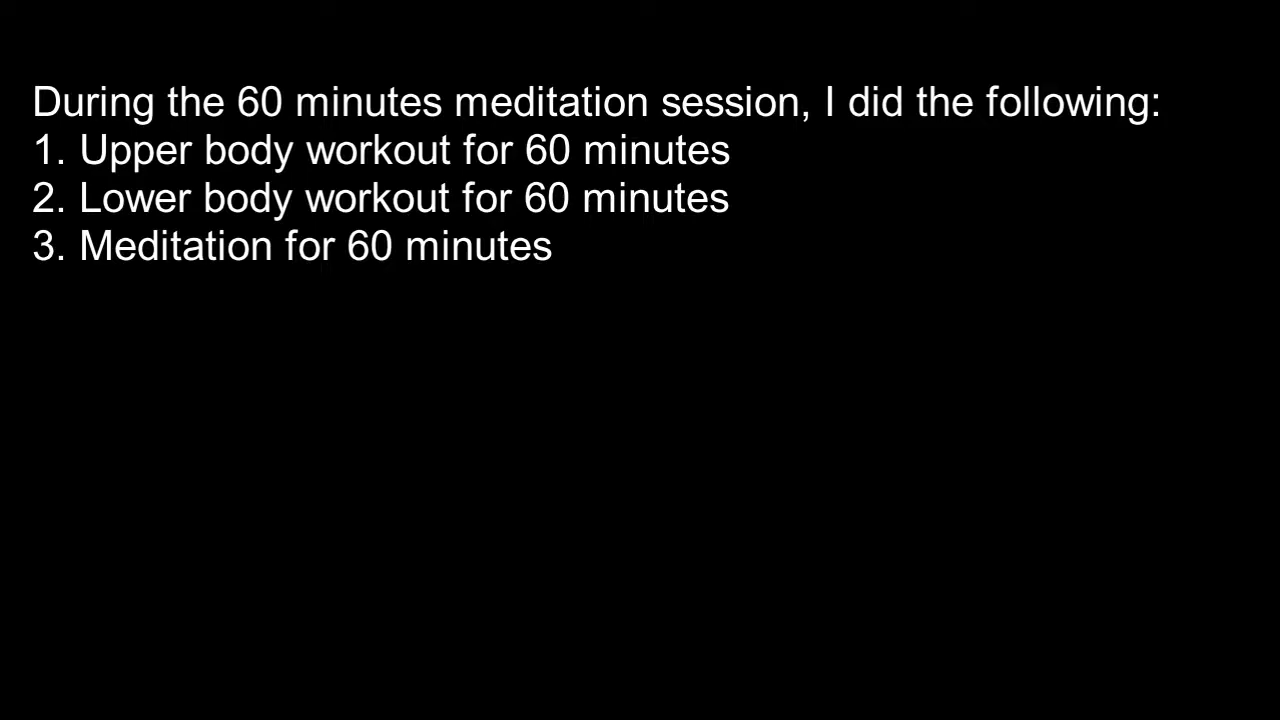 During the 60 minutes meditation session, I did the following:
1. Upper body workout for 60 minutes
2. Lower body workout for 60 minutes
3. Meditation for 60 minutes